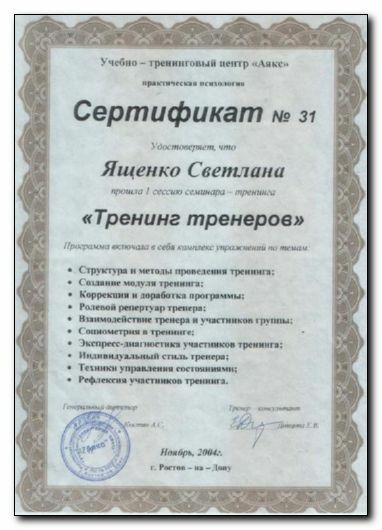 Учебно – тренинговый центр «Аякс»
практическая психология
Сертификат № 31
Удостоверяет, что
Ященко Светлана
прошла 1 сессию семинара – тренинга
«Тренинг тренеров»
Программа включала в себя комплекс упражнений по темам:
• Структура и методы проведения тренинга;
• Создание модуля тренинга;
• Коррекция и доработка программы;
• Ролевой репертуар тренера;
• Взаимодействие тренера и участников группы;
• Социометрия в тренинге;
• Экспресс-диагностика участников тренинга;
• Индивидуальный стиль тренера;
• Техники управления состояниями;
• Рефлексия участников тренинга.
Генеральный директор
Тренер – консультант
Костин А.С.
Е.В.
Ноябрь, 2004г.
г. Ростов – на – Дону